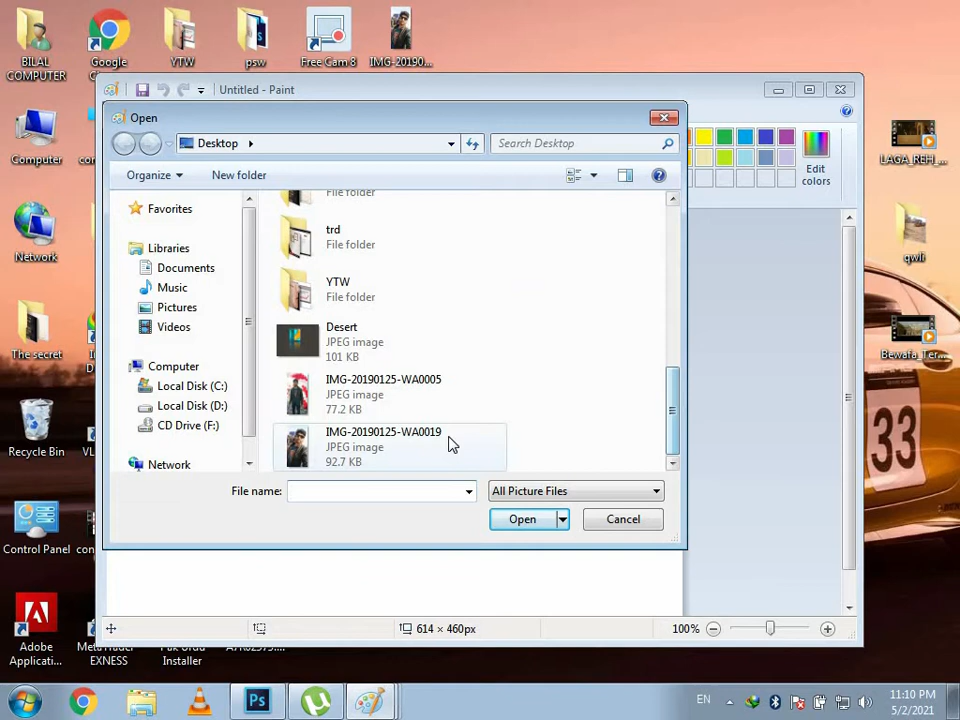 BILAL
COMPUTER
Google
YTW
psw
Free Cam 8
IMG-20190...
Untitled - Paint
Open
Desktop
Search Desktop
Computer
Edit
colors
LAGA_REH_...
Organize
New folder
File folder
Favorites
trd
File folder
Libraries
Documents
YTW
File folder
Network
qwli
Music
Pictures
Videos
Desert
JPEG image
101 KB
The secret
Computer
Bewafa_Ter...
Local Disk (C:)
Local Disk (D:)
CD Drive (F:)
IMG-20190125-WA0005
JPEG image
77.2 KB
33
IMG-20190125-WA0019
JPEG image
92.7 KB
Recycle Bin
Network
File name:
All Picture Files
Open
Cancel
Control Panel
614 × 460px
100%
Adobe
Applicati...
EXNESS
Installer
Ps
EN
11:10 PM
5/2/2021